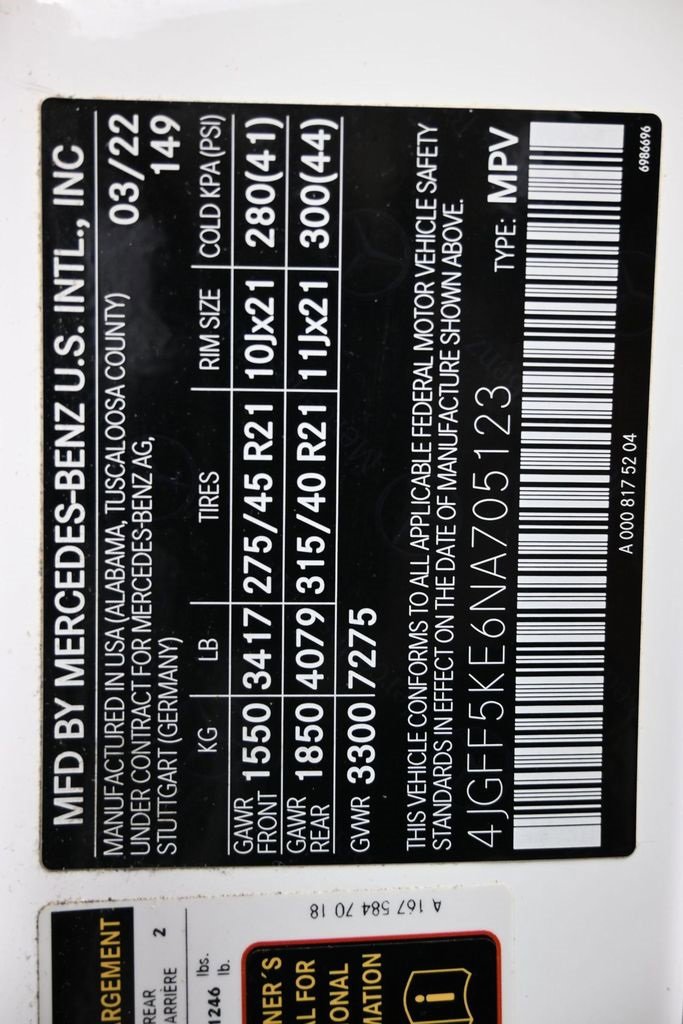 MFD BY MERCEDES-BENZ U.S. INTL., INC
MANUFACTURED IN USA (ALABAMA, TUSCALOOSA COUNTY) 03/22
UNDER CONTRACT FOR MERCEDES-BENZ AG, 149
STUTTGART (GERMANY)
KG LB TIRES RIM SIZE COLD KPA (PSI)
GAWR FRONT 1550 3417 275/45 R21 10Jx21 280(41)
GAWR REAR 1850 4079 315/40 R21 11Jx21 300(44)
GVWR 3300 7275
THIS VEHICLE CONFORMS TO ALL APPLICABLE FEDERAL MOTOR VEHICLE SAFETY
STANDARDS IN EFFECT ON THE DATE OF MANUFACTURE SHOWN ABOVE.
4JGFF5KE6NA705123 TYPE: MPV
A 000 817 52 04
6986696
RGEMENT
REAR
ARRIÈRE 2
1246 lbs.
lb.
NER´S
L FOR
ONAL
MATION
i
A 167 584 70 18